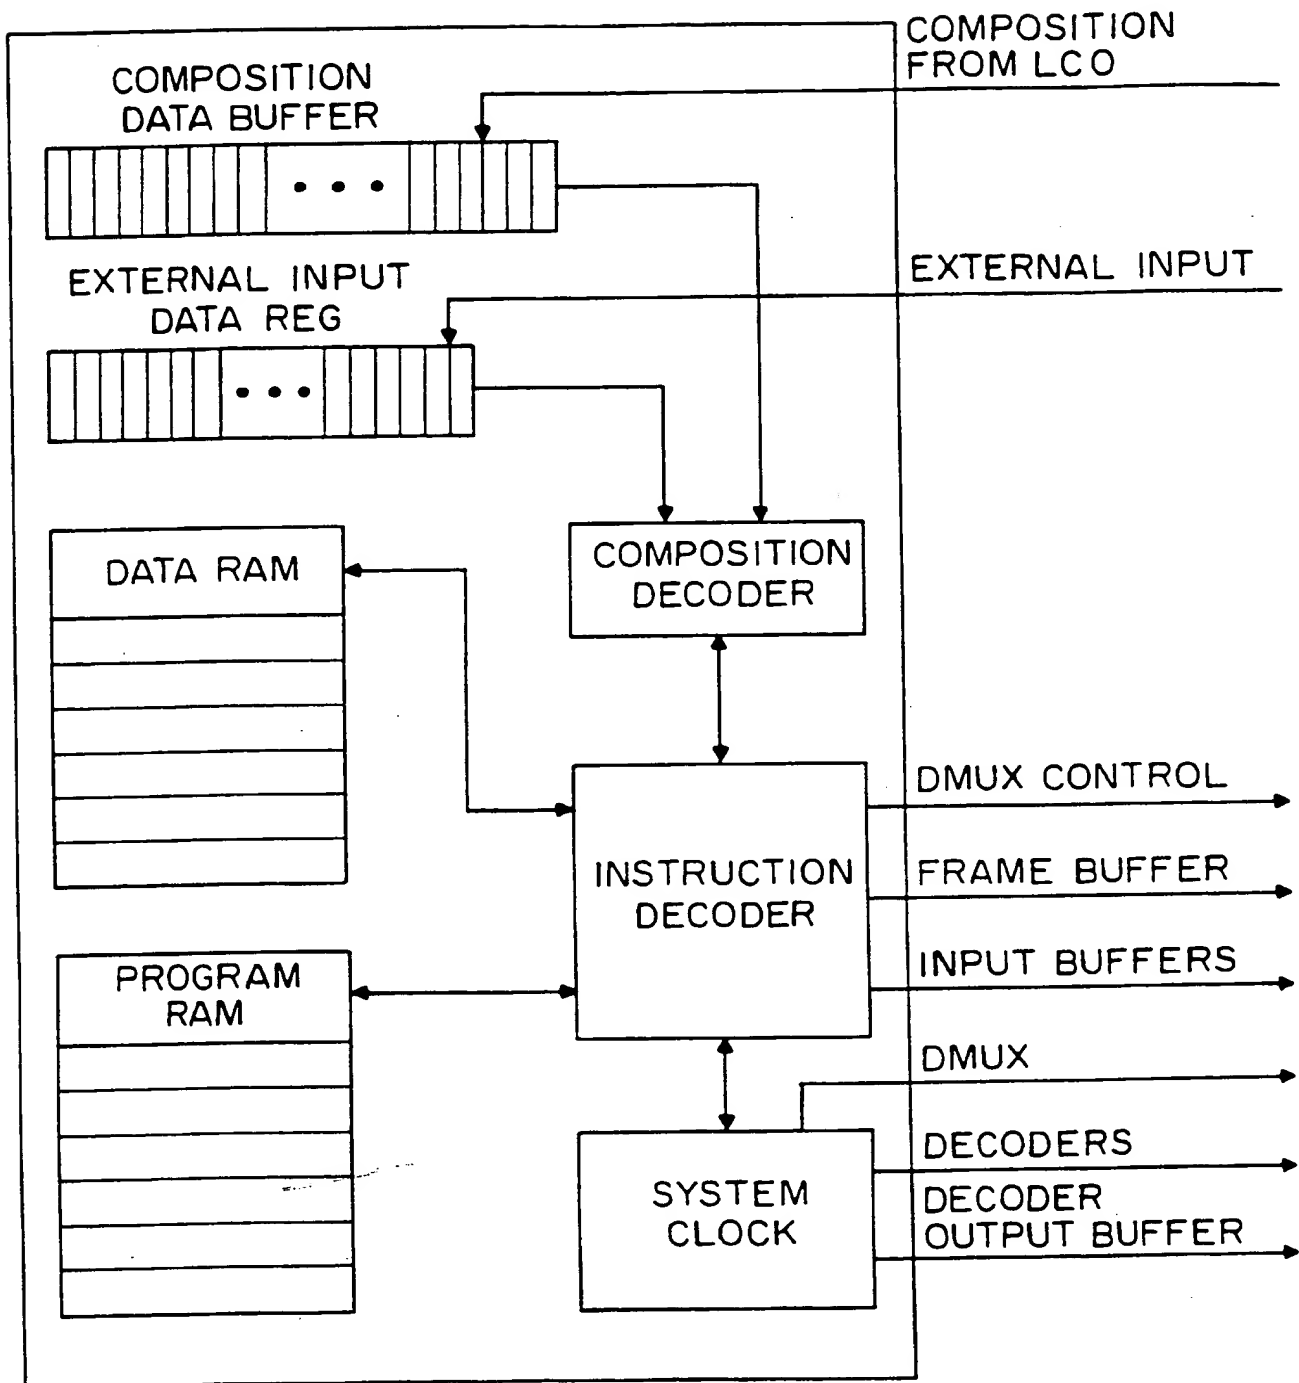 COMPOSITION
FROM LCO
COMPOSITION
DATA BUFFER
EXTERNAL INPUT
EXTERNAL INPUT
DATA REG
COMPOSITION
DECODER
DATA RAM
DMUX CONTROL
INSTRUCTION
DECODER
FRAME BUFFER
INPUT BUFFERS
PROGRAM
RAM
DMUX
DECODERS
SYSTEM
CLOCK
DECODER
OUTPUT BUFFER